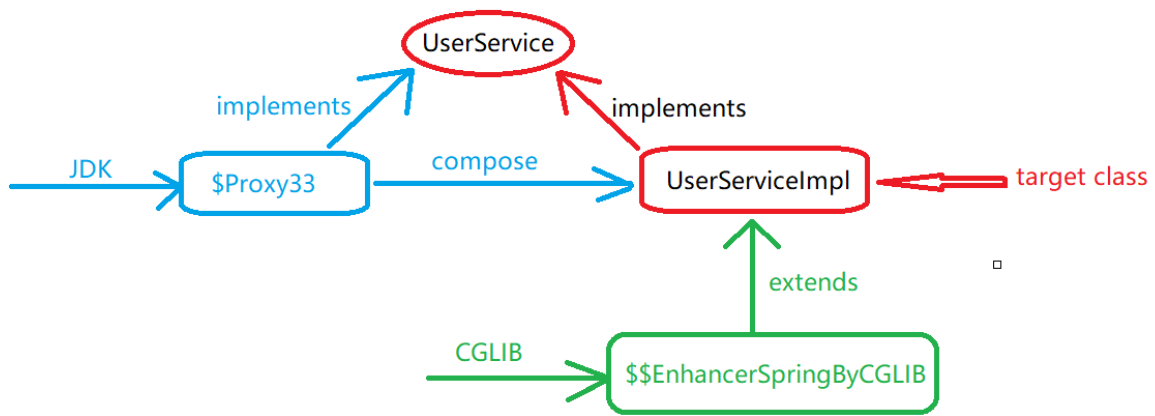 UserService
implements
implements
JDK
$Proxy33
compose
UserServiceImpl
target class
extends
CGLIB
$$EnhancerSpringByCGLIB